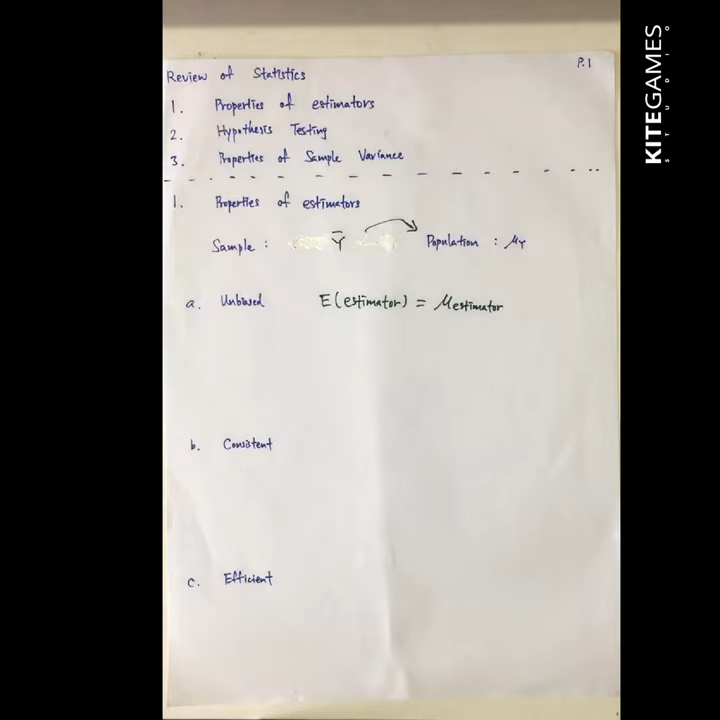 KITEGAMES
STUDIO
P.1
Review of Statistics
1. Properties of estimators
2. Hypothesis Testing
3. Properties of Sample Variance
1. Properties of estimators
Sample : Ȳ Population : μY
a. Unbiased E(estimator) = μestimator
b. Consistent
c. Efficient